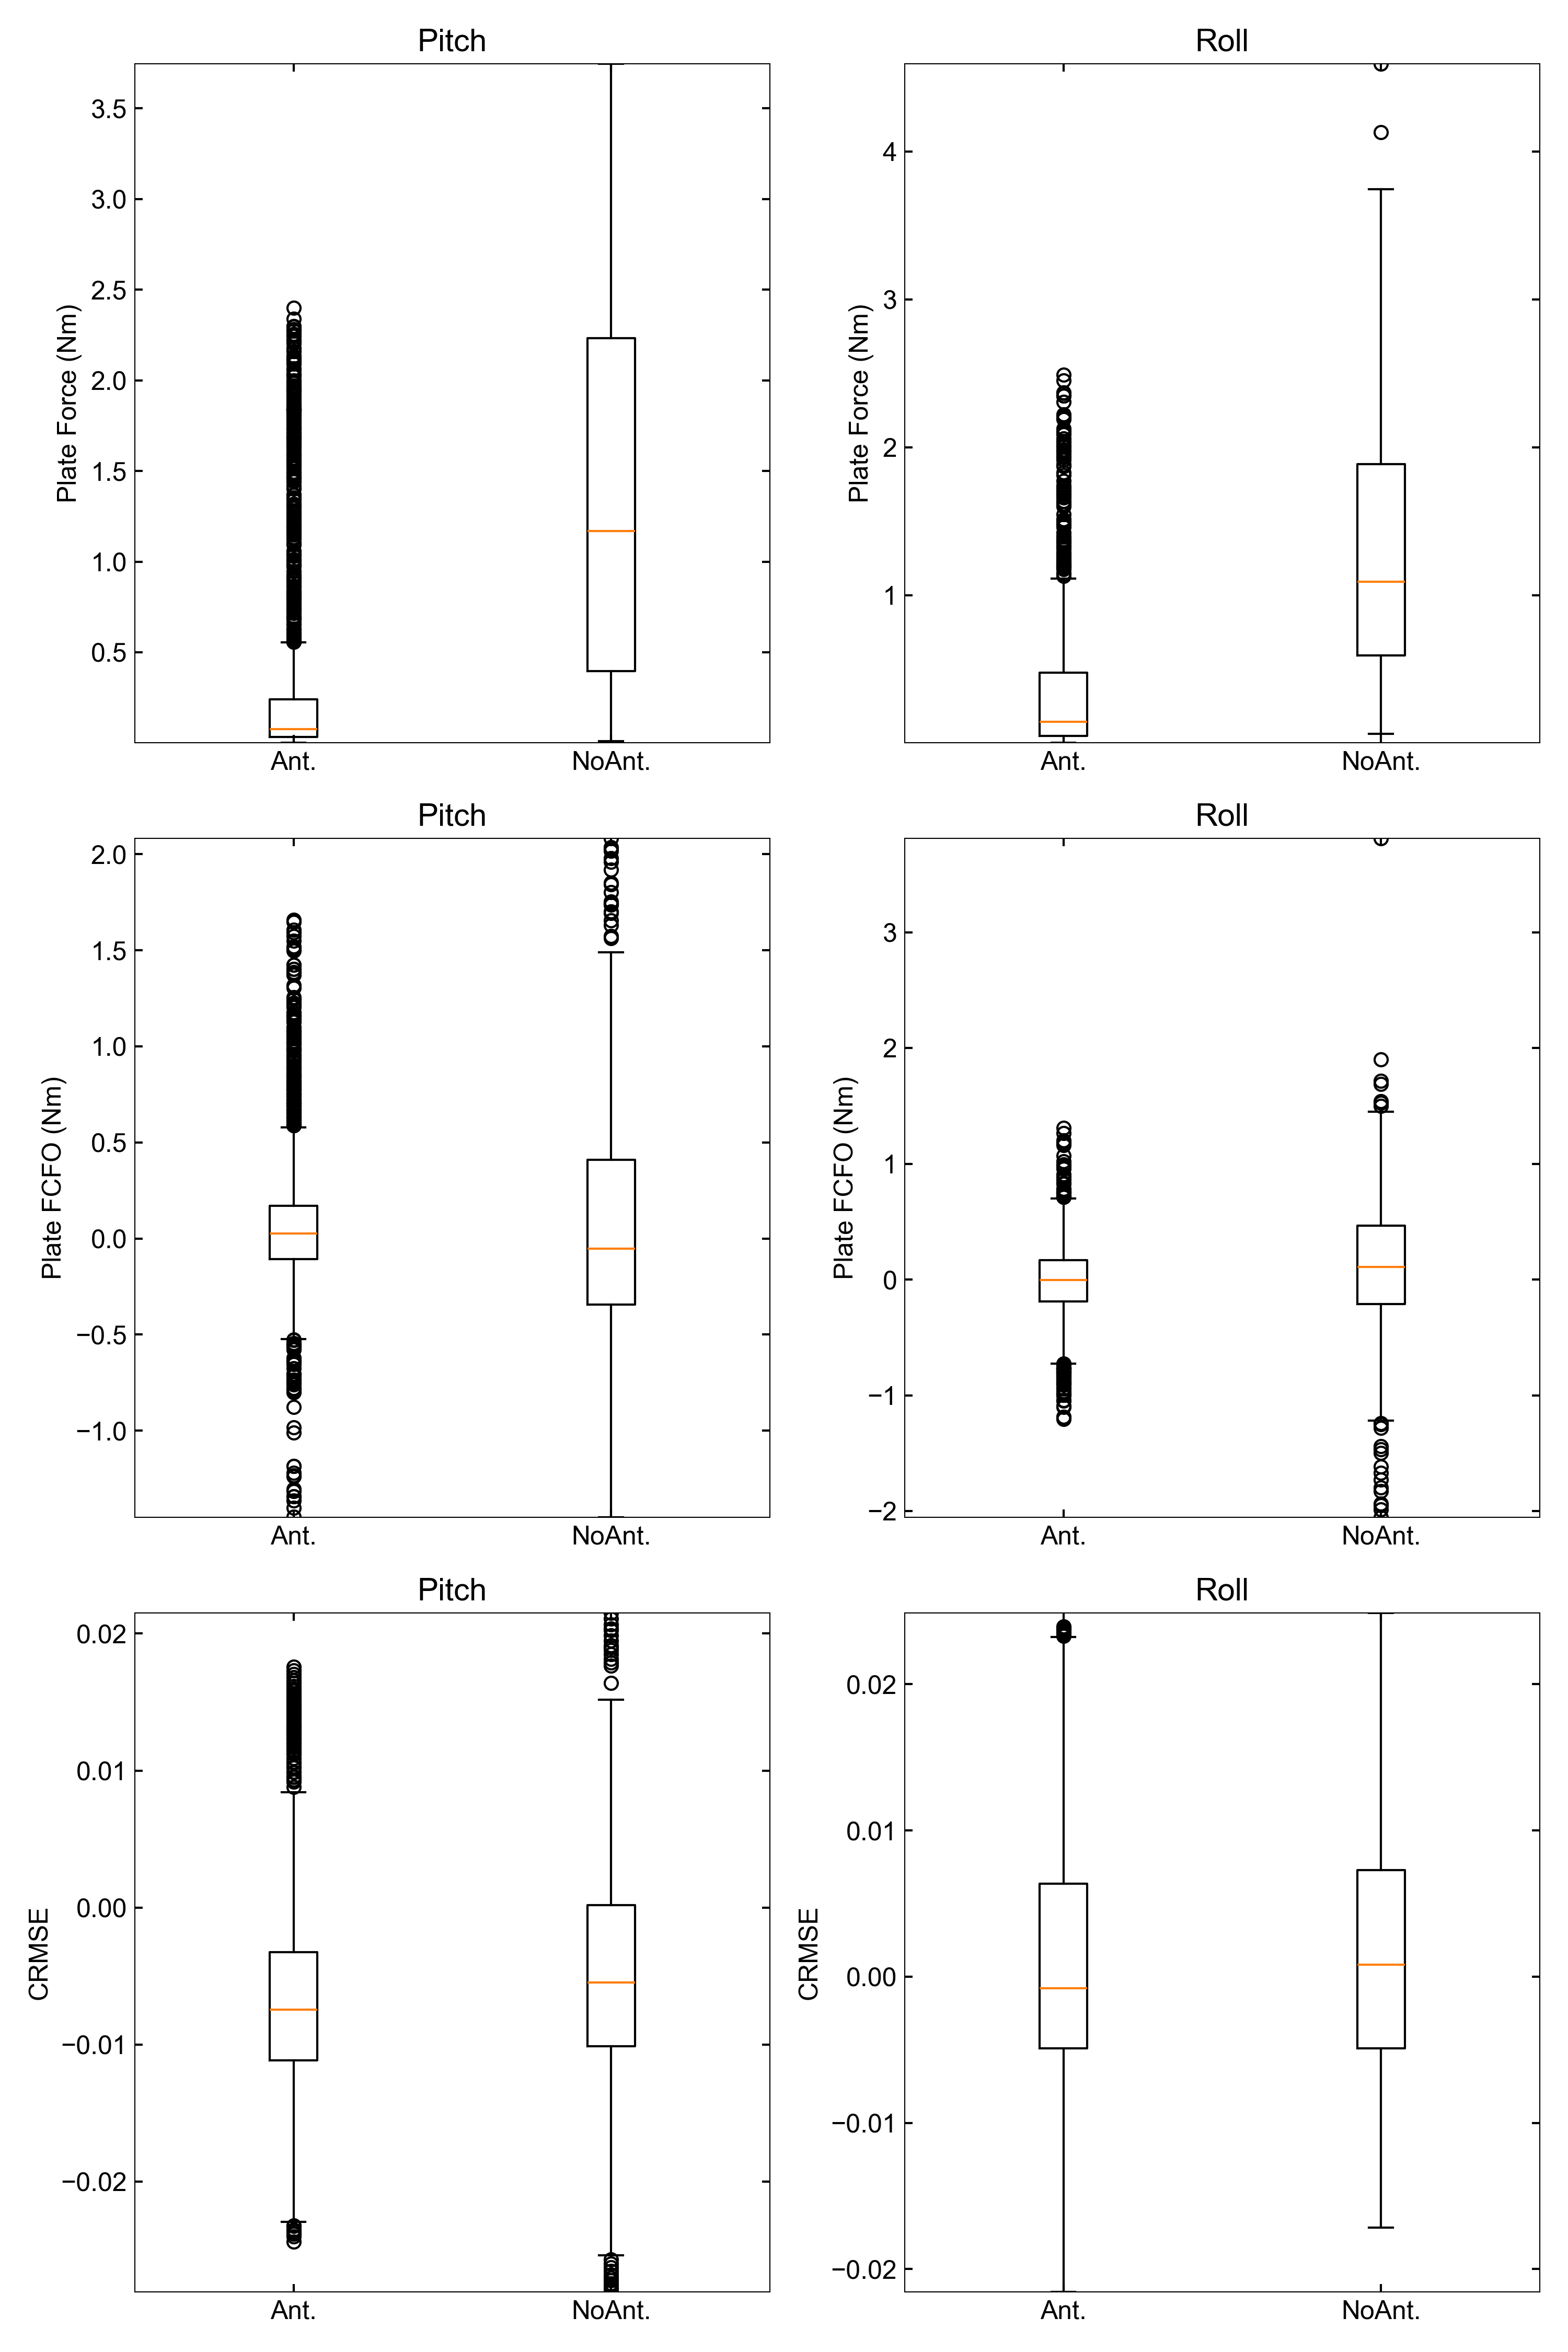 Pitch
Plate Force (Nm)
3.5
3.0
2.5
2.0
1.5
1.0
0.5
Ant. NoAnt.
Roll
Plate Force (Nm)
4
3
2
1
Ant. NoAnt.
Pitch
Plate FCFO (Nm)
2.0
1.5
1.0
0.5
0.0
−0.5
−1.0
Ant. NoAnt.
Roll
Plate FCFO (Nm)
3
2
1
0
−1
−2
Ant. NoAnt.
Pitch
CRMSE
0.02
0.01
0.00
−0.01
−0.02
Ant. NoAnt.
Roll
CRMSE
0.02
0.01
0.00
−0.01
−0.02
Ant. NoAnt.